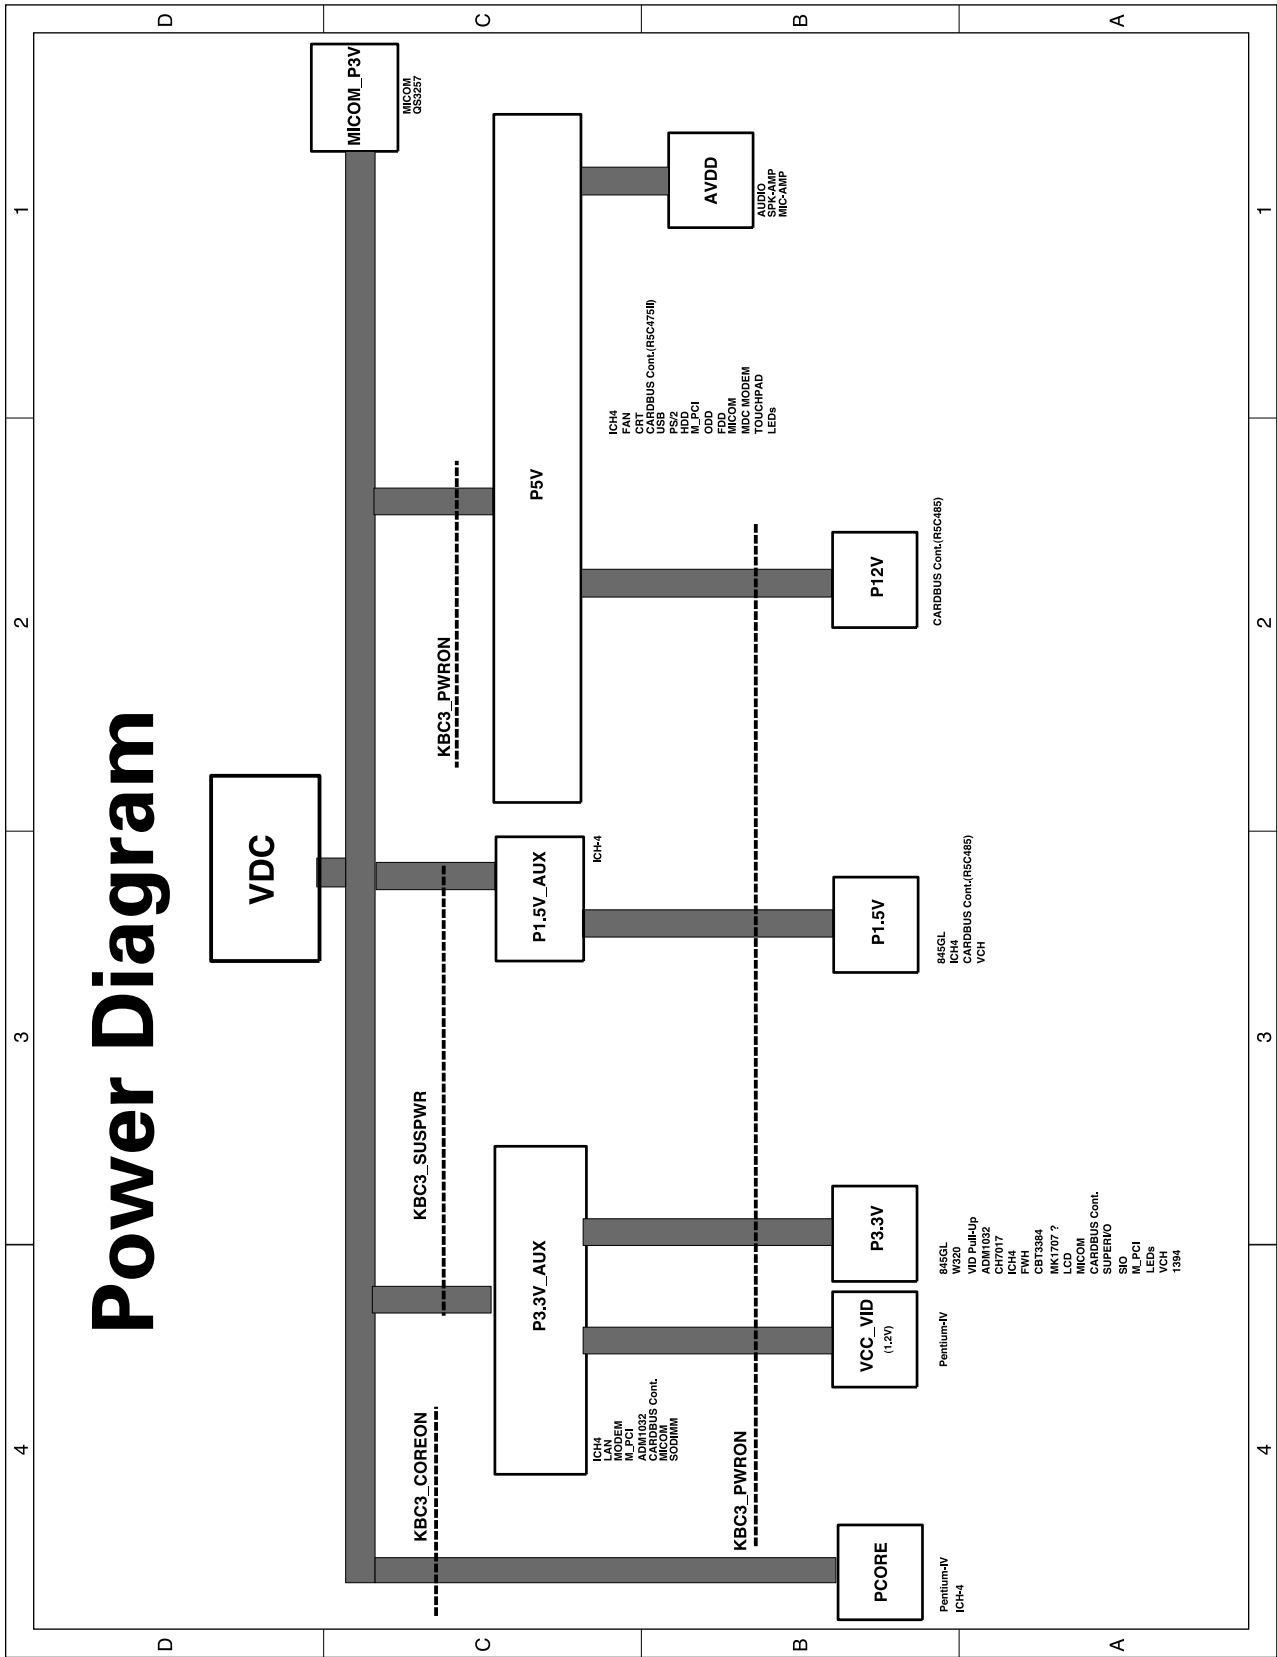 Power Diagram
4
3
2
1
D
D
VDC
MICOM_P3V
MICOM
QS3257
KBC3_COREON
KBC3_SUSPWR
KBC3_PWRON
C
C
P3.3V_AUX
P1.5V_AUX
P5V
ICH4
LAN
MODEM
M_PCI
ADM1032
CARDBUS Cont.
MICOM
SODIMM
ICH-4
ICH4
FAN
CRT
CARDBUS Cont.(R5C475II)
USB
PS/2
HDD
M_PCI
ODD
FDD
MICOM
MDC MODEM
TOUCHPAD
LEDs
AVDD
AUDIO
SPK-AMP
MIC-AMP
KBC3_PWRON
B
B
PCORE
VCC_VID
(1.2V)
P3.3V
P1.5V
P12V
Pentium-IV
ICH-4
Pentium-IV
845GL
W320
VID Pull-Up
ADM1032
CH7017
ICH4
FWH
CBT3384
MK1707 ?
LCD
MICOM
CARDBUS Cont.
SUPERI/O
SIO
M_PCI
LEDs
VCH
1394
845GL
ICH4
CARDBUS Cont.(R5C485)
VCH
CARDBUS Cont.(R5C485)
A
A
4
3
2
1